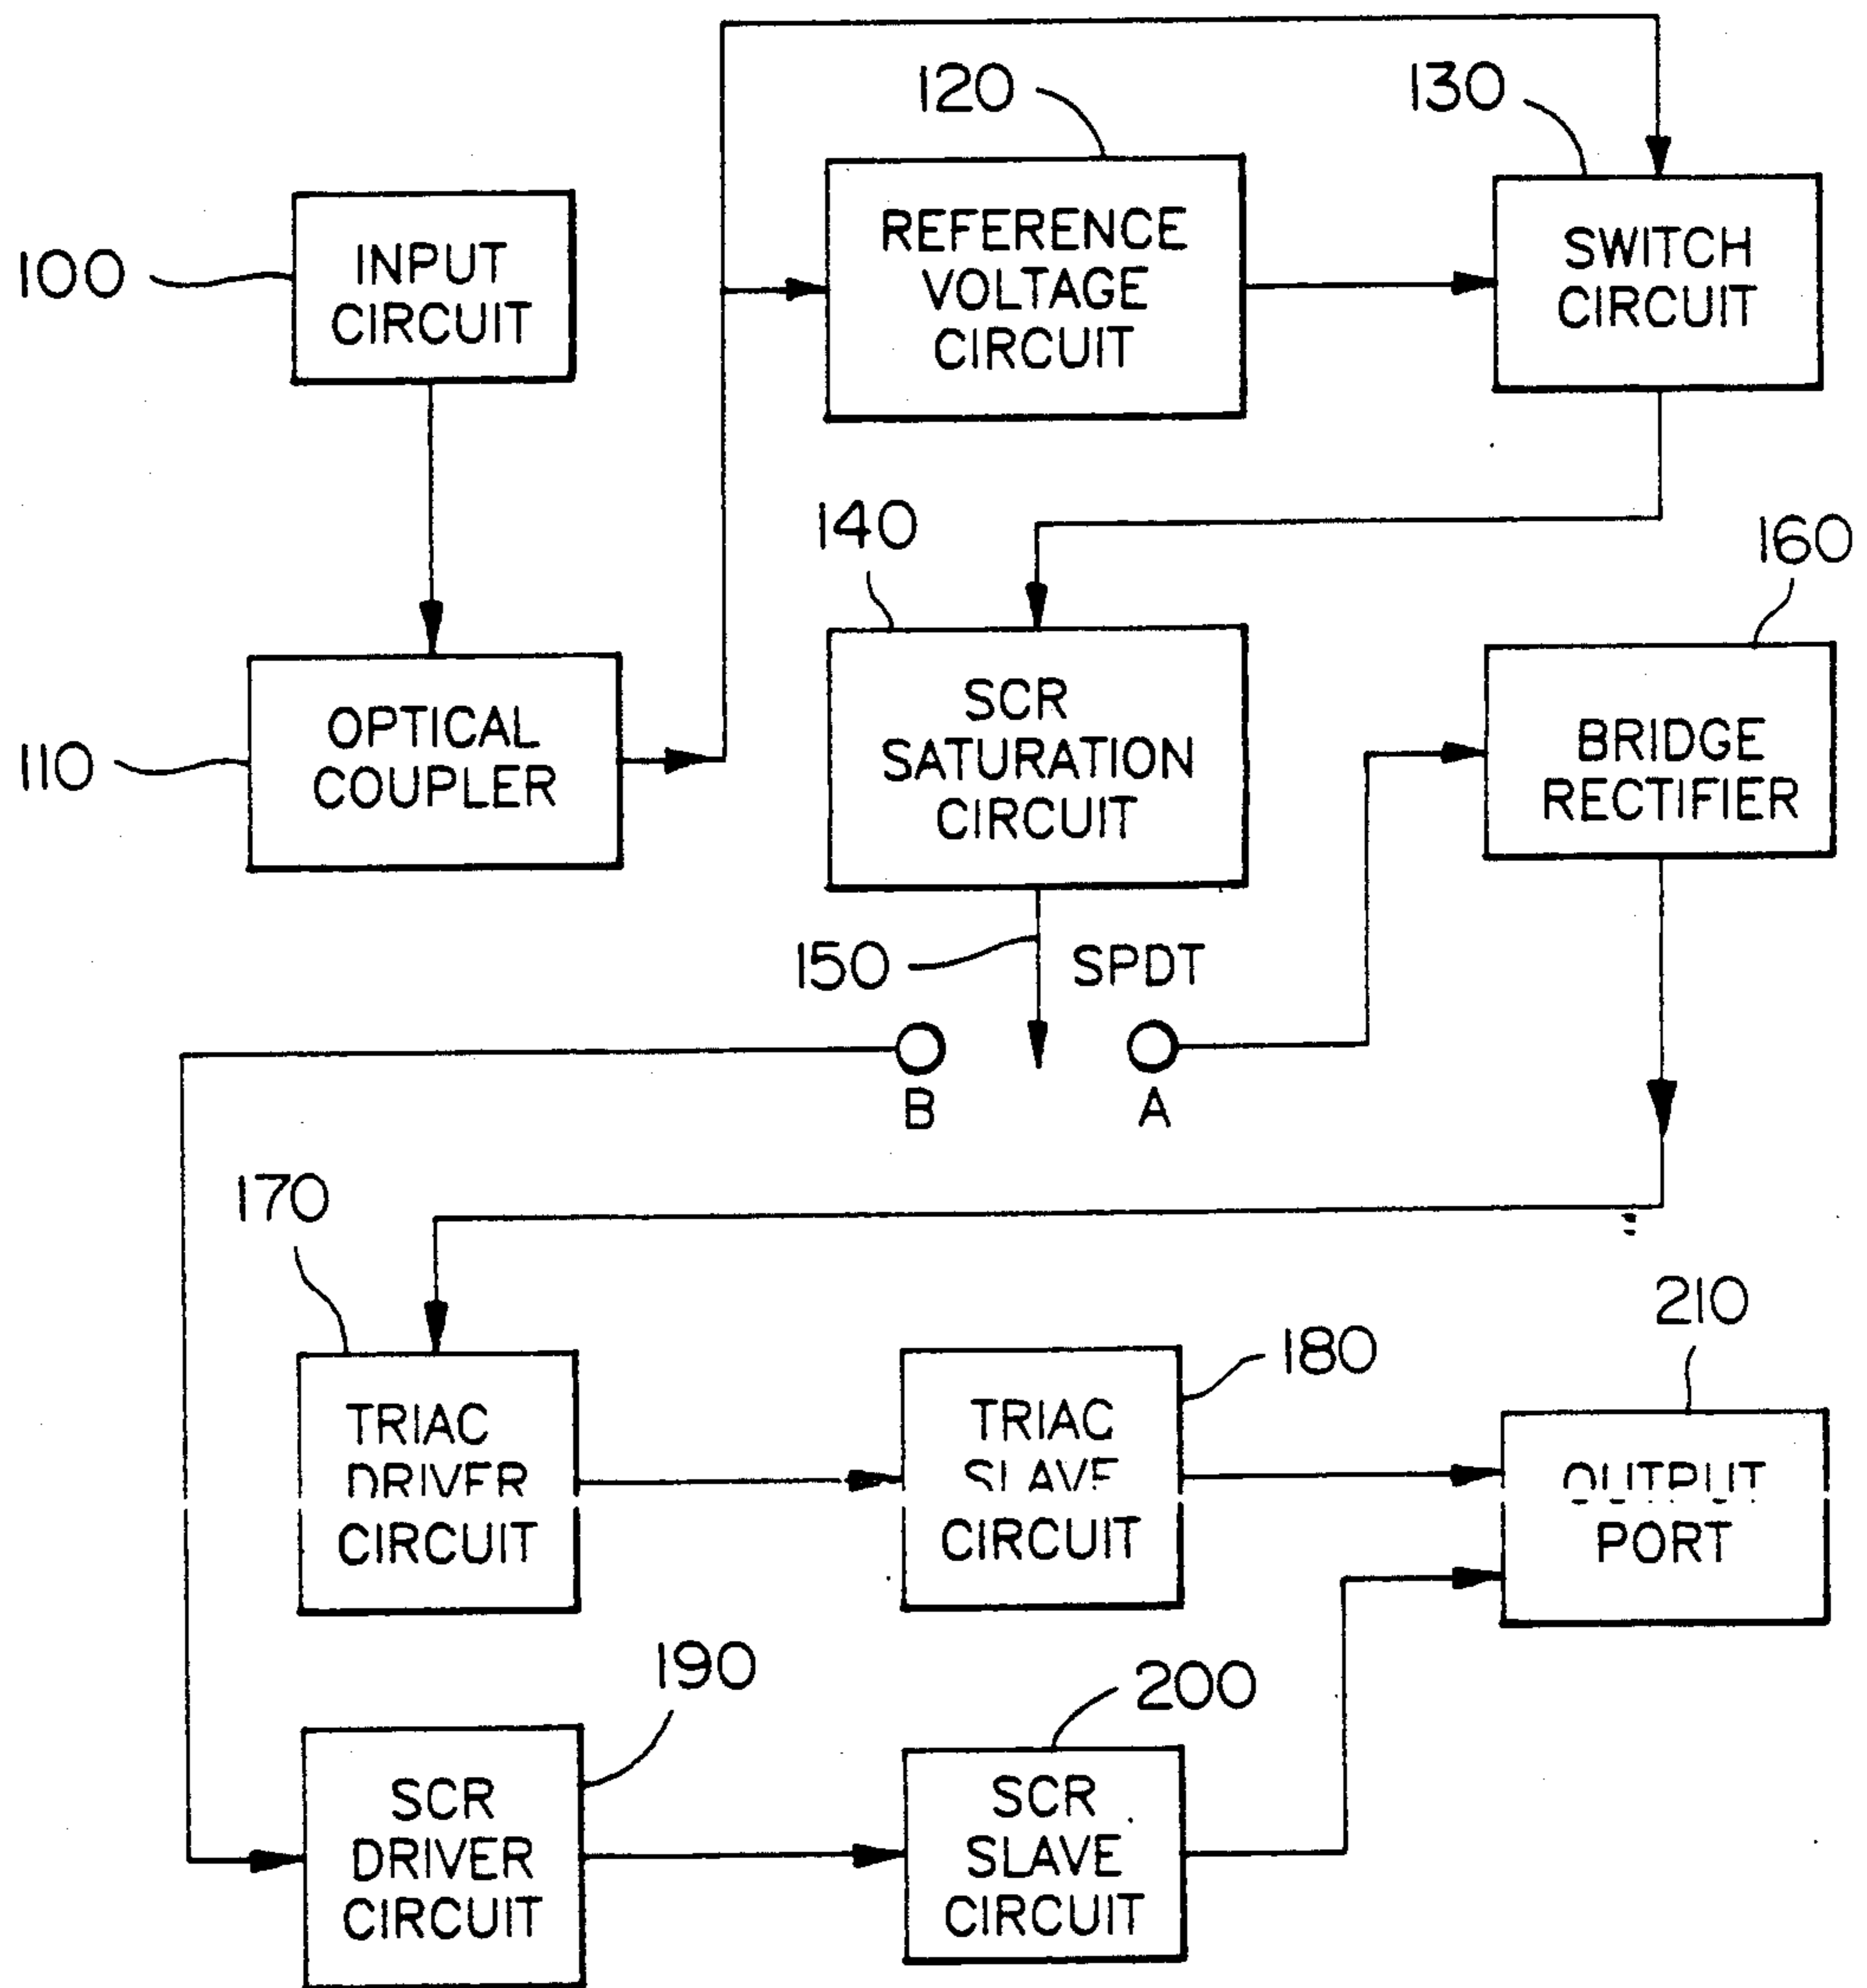 120
130
100
INPUT
CIRCUIT
REFERENCE
VOLTAGE
CIRCUIT
SWITCH
CIRCUIT
140
160
110
OPTICAL
COUPLER
SCR
SATURATION
CIRCUIT
BRIDGE
RECTIFIER
150
SPDT
B
A
170
210
180
TRIAC
DRIVER
CIRCUIT
TRIAC
SLAVE
CIRCUIT
OUTPUT
PORT
190
200
SCR
DRIVER
CIRCUIT
SCR
SLAVE
CIRCUIT